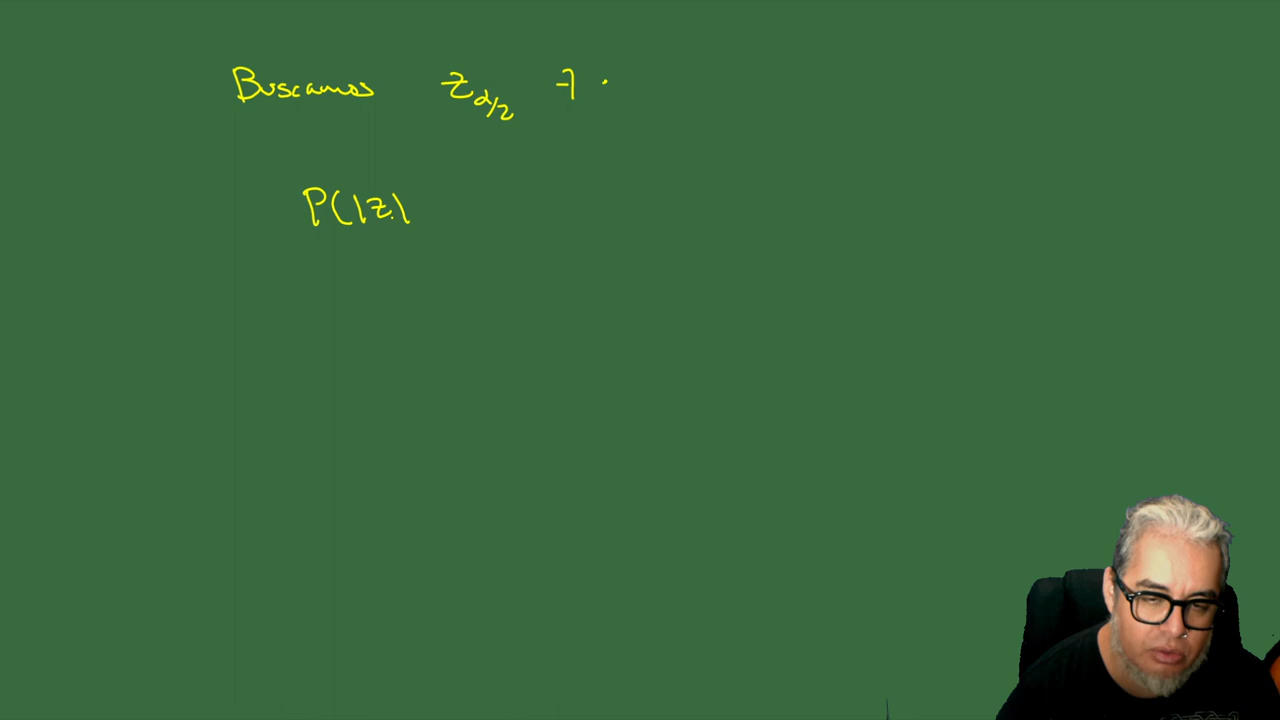 Buscamos z_{α/2} ⊣ ·
P(|z|